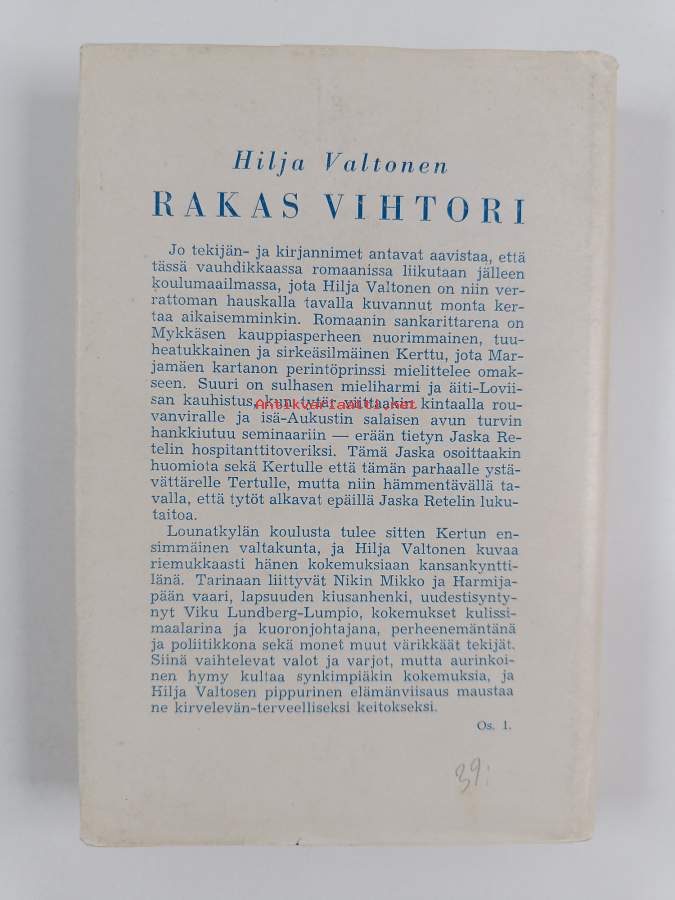 Hilja Valtonen
RAKAS VIHTORI
Jo tekijän- ja kirjannimet antavat aavistaa, että
tässä vauhdikkaassa romaanissa liikutaan jälleen
koulumaailmassa, jota Hilja Valtonen on niin ver-
rattoman hauskalla tavalla kuvannut monta ker-
taa aikaisemminkin. Romaanin sankarittarena on
Mykkäsen kauppiasperheen nuorimmainen, tuu-
heatukkainen ja sirkeäsilmäinen Kerttu, jota Mar-
jamäen kartanon perintöprinssi mielittelee omak-
seen. Suuri on sulhasen mieliharmi ja äiti-Lovii-
san kauhistus, kun tytär viittaakin kintaalla rou-
Antikvariaatti.net
vanviralle ja isä-Aukustin salaisen avun turvin
hankkiutuu seminaariin — erään tietyn Jaska Re-
telin hospitanttitoveriksi. Tämä Jaska osoittaakin
huomiota sekä Kertulle että tämän parhaalle ystä-
vättärelle Tertulle, mutta niin hämmentävällä ta-
valla, että tytöt alkavat epäillä Jaska Retelin luku-
taitoa.
Lounatkylän koulusta tulee sitten Kertun en-
simmäinen valtakunta, ja Hilja Valtonen kuvaa
riemukkaasti hänen kokemuksiaan kansankyntti-
länä. Tarinaan liittyvät Nikin Mikko ja Harmija-
pään vaari, lapsuuden kiusanhenki, uudestisynty-
nyt Viku Lundberg-Lumpio, kokemukset kulissi-
maalarina ja kuoronjohtajana, perheenemäntänä
ja poliitikkona sekä monet muut värikkäät tekijät.
Siinä vaihtelevat valot ja varjot, mutta aurinkoi-
nen hymy kultaa synkimpiäkin kokemuksia, ja
Hilja Valtosen pippurinen elämänviisaus maustaa
ne kirvelevän-terveelliseksi keitokseksi.
Os. 1.
39: